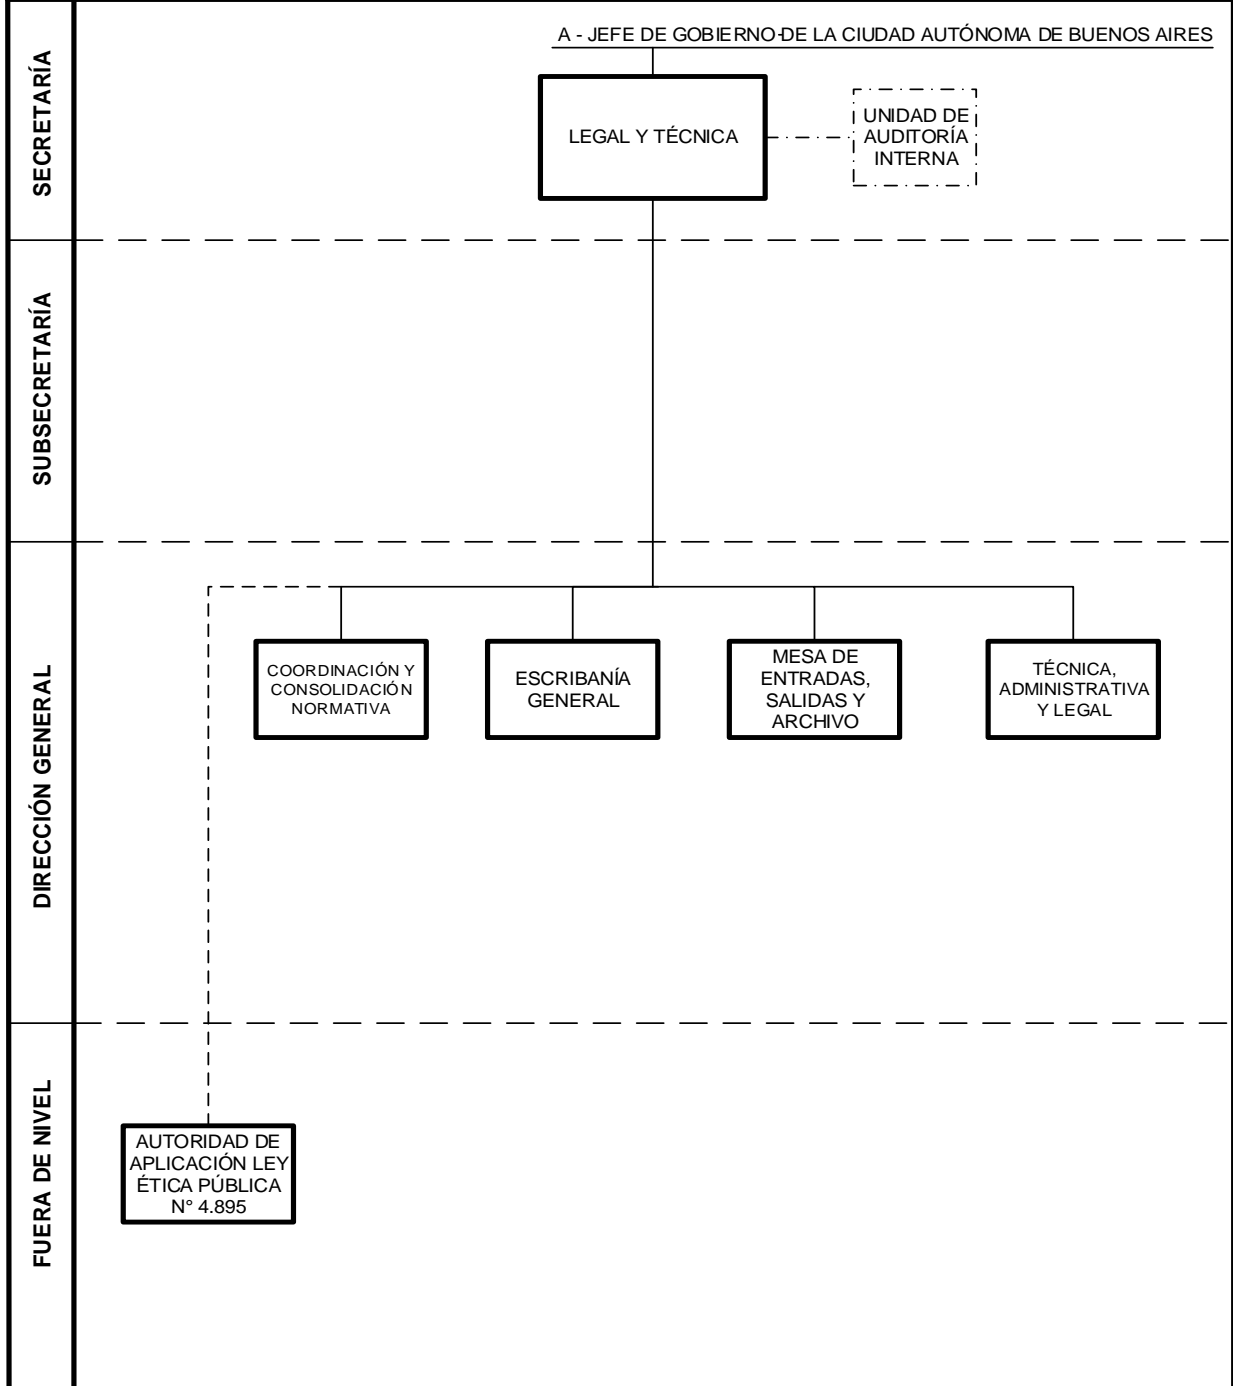 A - JEFE DE GOBIERNO DE LA CIUDAD AUTÓNOMA DE BUENOS AIRES
SECRETARÍA
LEGAL Y TÉCNICA
UNIDAD DE
AUDITORÍA
INTERNA
SUBSECRETARÍA
DIRECCIÓN GENERAL
COORDINACIÓN Y
CONSOLIDACIÓN
NORMATIVA
ESCRIBANÍA
GENERAL
MESA DE
ENTRADAS,
SALIDAS Y
ARCHIVO
TÉCNICA,
ADMINISTRATIVA
Y LEGAL
FUERA DE NIVEL
AUTORIDAD DE
APLICACIÓN LEY
ÉTICA PÚBLICA
N° 4.895